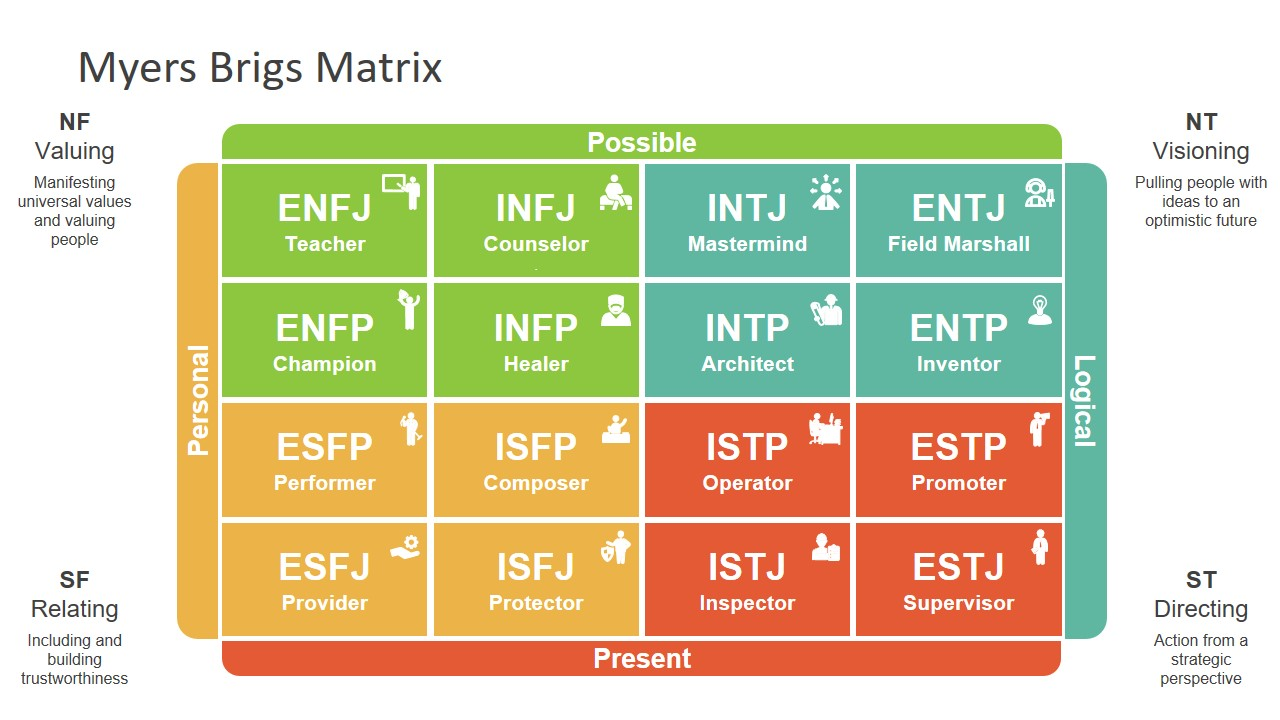 Myers Brigs Matrix
NF
Valuing
Manifesting
universal values
and valuing
people
NT
Visioning
Pulling people with
ideas to an
optimistic future
Possible
Personal
Logical
ENFJ
Teacher
INFJ
Counselor
.
INTJ
Mastermind
ENTJ
Field Marshall
ENFP
Champion
INFP
Healer
INTP
Architect
ENTP
Inventor
ESFP
Performer
ISFP
Composer
ISTP
Operator
ESTP
Promoter
ESFJ
Provider
ISFJ
Protector
ISTJ
Inspector
ESTJ
Supervisor
Present
SF
Relating
Including and
building
trustworthiness
ST
Directing
Action from a
strategic
perspective